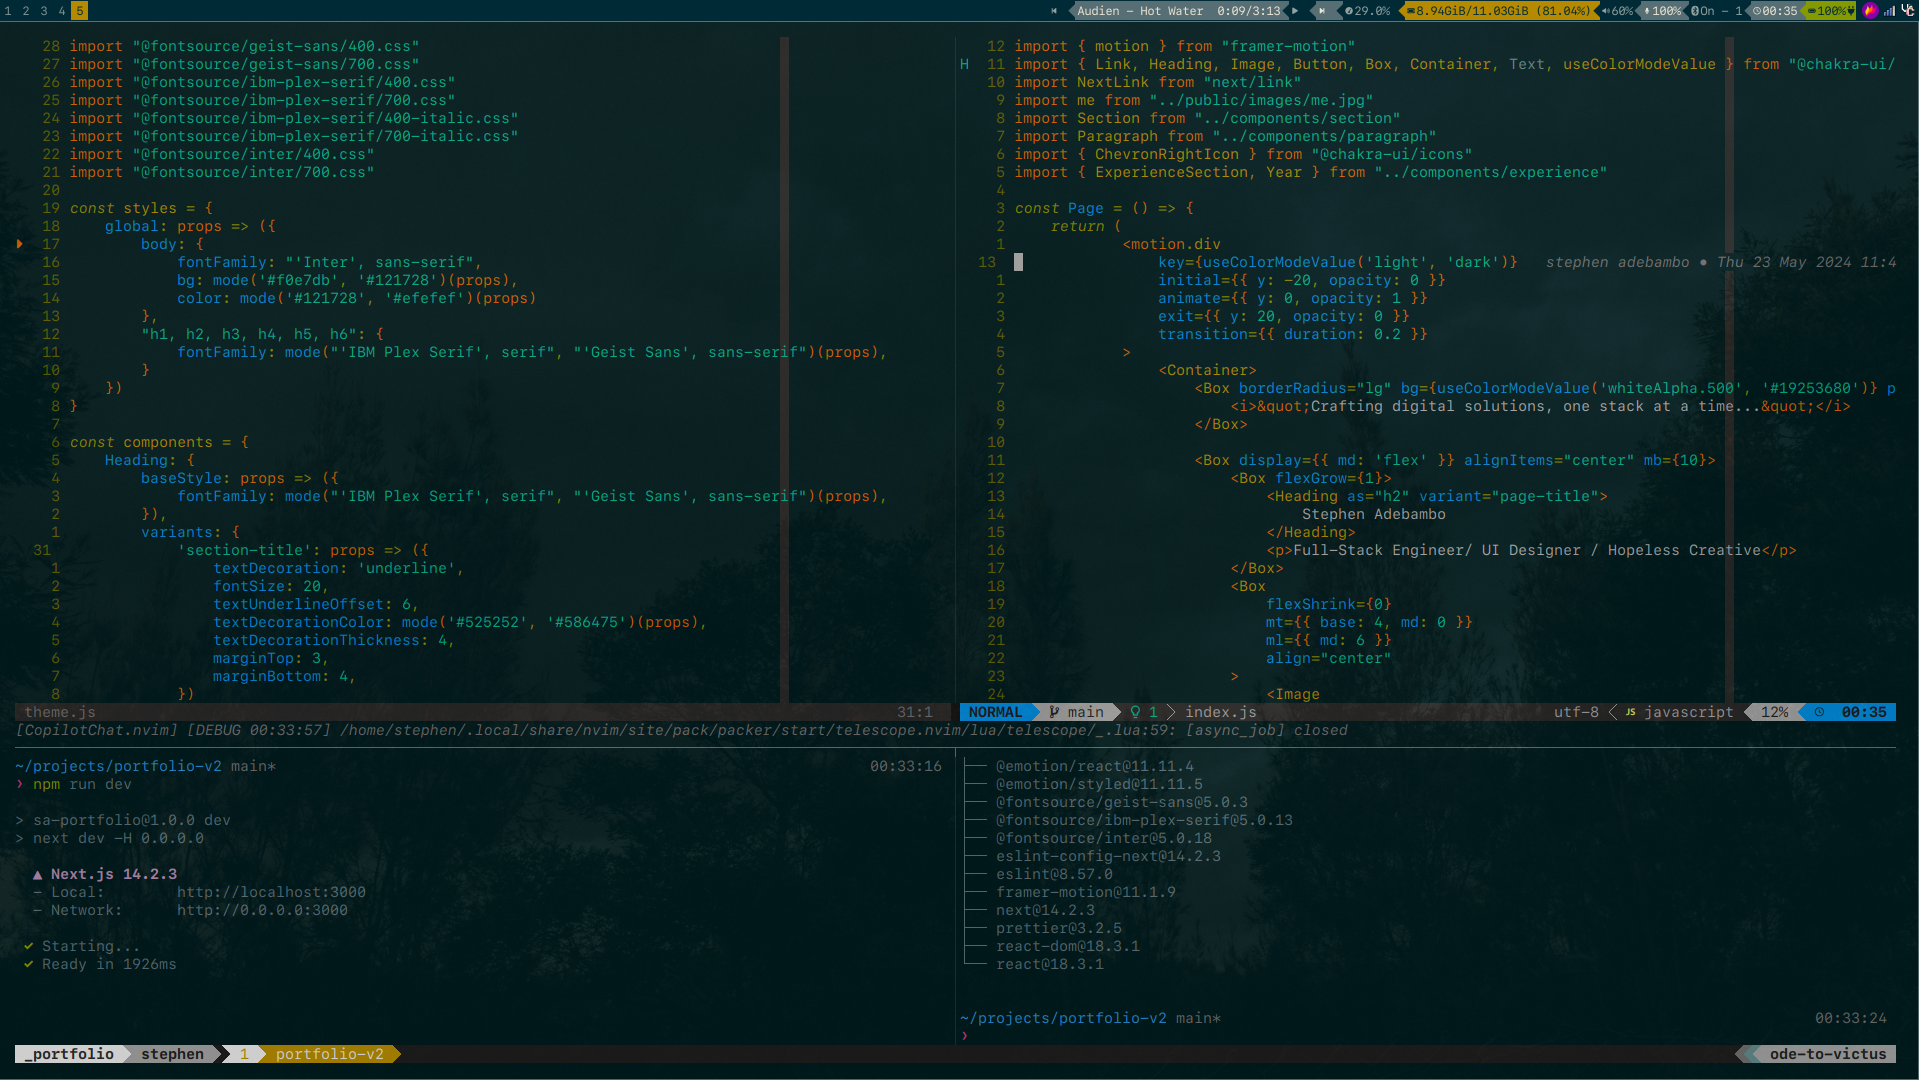 1 2 3 4 5
Audien - Hot Water 0:09/3:13
29.0% 8.94GiB/11.03GiB (81.04%) 60% 100% On - 1 00:35 100%
28 import "@fontsource/geist-sans/400.css"
27 import "@fontsource/geist-sans/700.css"
26 import "@fontsource/ibm-plex-serif/400.css"
25 import "@fontsource/ibm-plex-serif/700.css"
24 import "@fontsource/ibm-plex-serif/400-italic.css"
23 import "@fontsource/ibm-plex-serif/700-italic.css"
22 import "@fontsource/inter/400.css"
21 import "@fontsource/inter/700.css"
20
19 const styles = {
18     global: props => ({
17         body: {
16             fontFamily: "'Inter', sans-serif",
15             bg: mode('#f0e7db', '#121728')(props),
14             color: mode('#121728', '#efefef')(props)
13         },
12         "h1, h2, h3, h4, h5, h6": {
11             fontFamily: mode("'IBM Plex Serif', serif", "'Geist Sans', sans-serif")(props),
10         }
9     })
8 }
7
6 const components = {
5     Heading: {
4         baseStyle: props => ({
3             fontFamily: mode("'IBM Plex Serif', serif", "'Geist Sans', sans-serif")(props),
2         }),
1         variants: {
31             'section-title': props => ({
1                 textDecoration: 'underline',
2                 fontSize: 20,
3                 textUnderlineOffset: 6,
4                 textDecorationColor: mode('#525252', '#586475')(props),
5                 textDecorationThickness: 4,
6                 marginTop: 3,
7                 marginBottom: 4,
8             })
theme.js 31:1
12 import { motion } from "framer-motion"
H 11 import { Link, Heading, Image, Button, Box, Container, Text, useColorModeValue } from "@chakra-ui/
10 import NextLink from "next/link"
9 import me from "../public/images/me.jpg"
8 import Section from "../components/section"
7 import Paragraph from "../components/paragraph"
6 import { ChevronRightIcon } from "@chakra-ui/icons"
5 import { ExperienceSection, Year } from "../components/experience"
4
3 const Page = () => {
2     return (
1             <motion.div
13                 key={useColorModeValue('light', 'dark')} stephen adebambo • Thu 23 May 2024 11:4
1                 initial={{ y: -20, opacity: 0 }}
2                 animate={{ y: 0, opacity: 1 }}
3                 exit={{ y: 20, opacity: 0 }}
4                 transition={{ duration: 0.2 }}
5             >
6                 <Container>
7                     <Box borderRadius="lg" bg={useColorModeValue('whiteAlpha.500', '#19253680')} p
8                         <i>&quot;Crafting digital solutions, one stack at a time...&quot;</i>
9                     </Box>
10
11                     <Box display={{ md: 'flex' }} alignItems="center" mb={10}>
12                         <Box flexGrow={1}>
13                             <Heading as="h2" variant="page-title">
14                                 Stephen Adebambo
15                             </Heading>
16                             <p>Full-Stack Engineer/ UI Designer / Hopeless Creative</p>
17                         </Box>
18                         <Box
19                             flexShrink={0}
20                             mt={{ base: 4, md: 0 }}
21                             ml={{ md: 6 }}
22                             align="center"
23                         >
24                             <Image
NORMAL main 1 index.js utf-8 JS javascript 12% 00:35
[CopilotChat.nvim] [DEBUG 00:33:57] /home/stephen/.local/share/nvim/site/pack/packer/start/telescope.nvim/lua/telescope/_.lua:59: [async_job] closed
~/projects/portfolio-v2 main* 00:33:16
❯ npm run dev
> sa-portfolio@1.0.0 dev
> next dev -H 0.0.0.0
▲ Next.js 14.2.3
- Local: http://localhost:3000
- Network: http://0.0.0.0:3000
✓ Starting...
✓ Ready in 1926ms
├── @emotion/react@11.11.4
├── @emotion/styled@11.11.5
├── @fontsource/geist-sans@5.0.3
├── @fontsource/ibm-plex-serif@5.0.13
├── @fontsource/inter@5.0.18
├── eslint-config-next@14.2.3
├── eslint@8.57.0
├── framer-motion@11.1.9
├── next@14.2.3
├── prettier@3.2.5
├── react-dom@18.3.1
└── react@18.3.1
~/projects/portfolio-v2 main* 00:33:24
❯
_portfolio stephen 1 portfolio-v2 ode-to-victus